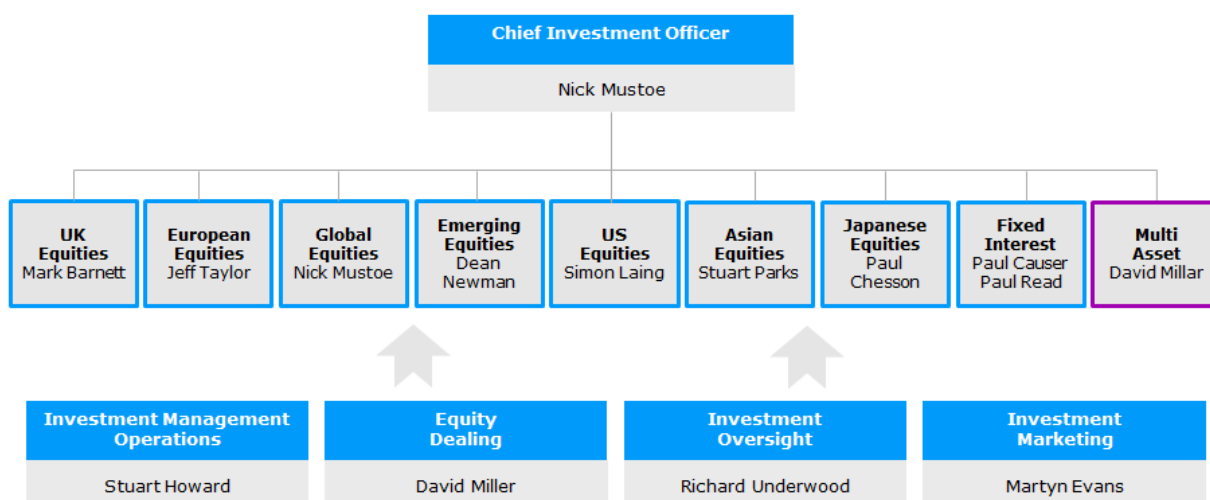 Chief Investment Officer
Nick Mustoe
UK
Equities
Mark Barnett
European
Equities
Jeff Taylor
Global
Equities
Nick Mustoe
Emerging
Equities
Dean
Newman
US
Equities
Simon Laing
Asian
Equities
Stuart Parks
Japanese
Equities
Paul
Chesson
Fixed
Interest
Paul Causer
Paul Read
Multi
Asset
David Millar
Investment Management
Operations
Stuart Howard
Equity
Dealing
David Miller
Investment
Oversight
Richard Underwood
Investment
Marketing
Martyn Evans